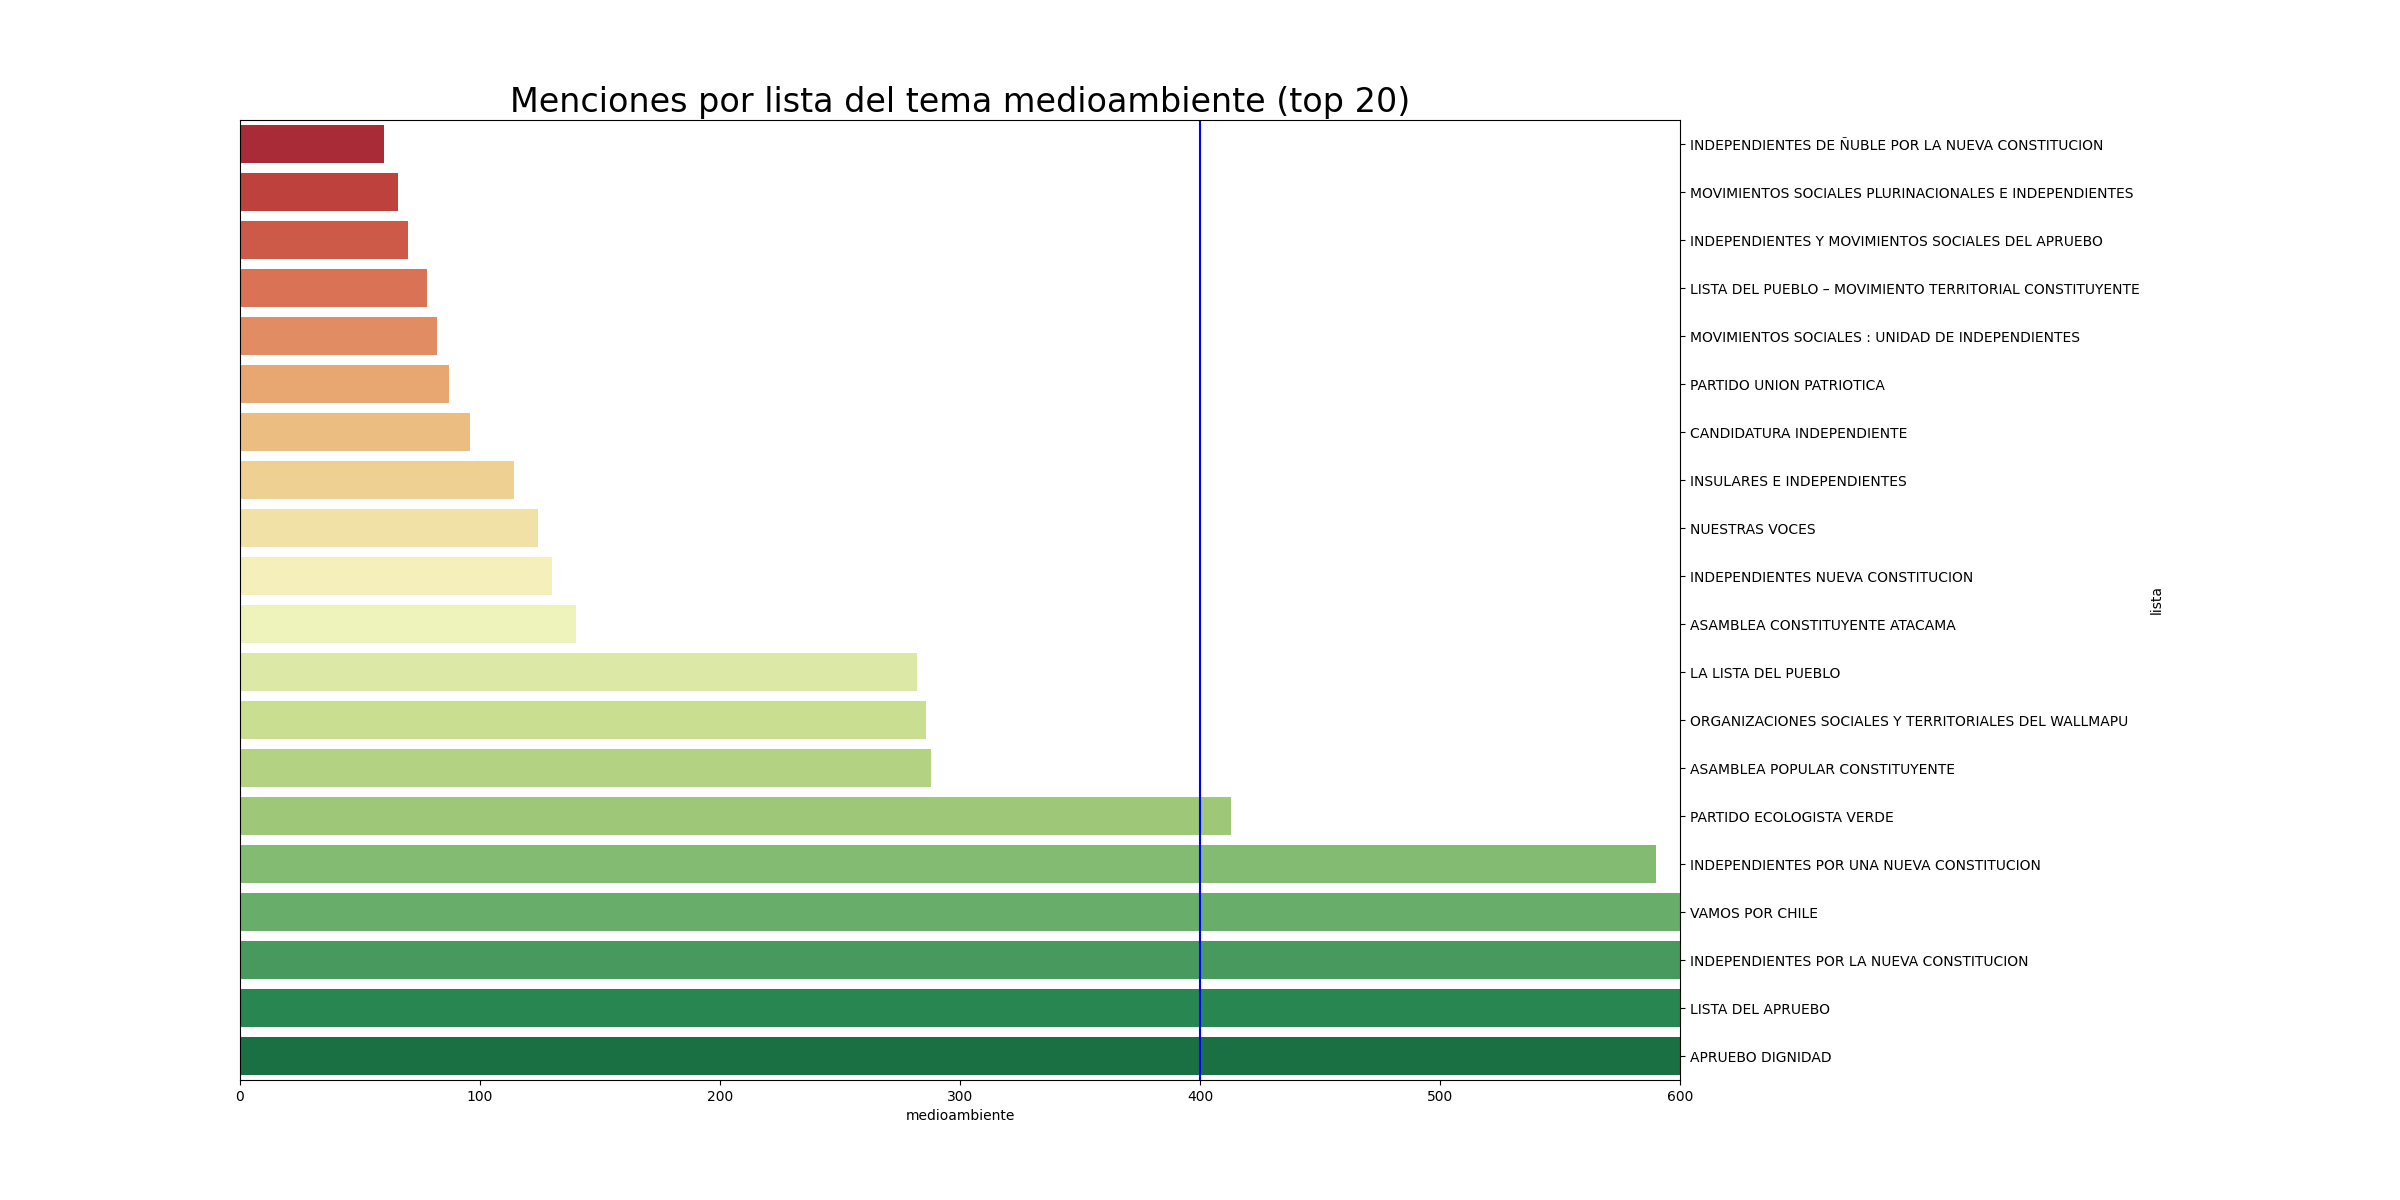 Menciones por lista del tema medioambiente (top 20)
INDEPENDIENTES DE ÑUBLE POR LA NUEVA CONSTITUCION
MOVIMIENTOS SOCIALES PLURINACIONALES E INDEPENDIENTES
INDEPENDIENTES Y MOVIMIENTOS SOCIALES DEL APRUEBO
LISTA DEL PUEBLO – MOVIMIENTO TERRITORIAL CONSTITUYENTE
MOVIMIENTOS SOCIALES : UNIDAD DE INDEPENDIENTES
PARTIDO UNION PATRIOTICA
CANDIDATURA INDEPENDIENTE
INSULARES E INDEPENDIENTES
NUESTRAS VOCES
INDEPENDIENTES NUEVA CONSTITUCION
ASAMBLEA CONSTITUYENTE ATACAMA
LA LISTA DEL PUEBLO
ORGANIZACIONES SOCIALES Y TERRITORIALES DEL WALLMAPU
ASAMBLEA POPULAR CONSTITUYENTE
PARTIDO ECOLOGISTA VERDE
INDEPENDIENTES POR UNA NUEVA CONSTITUCION
VAMOS POR CHILE
INDEPENDIENTES POR LA NUEVA CONSTITUCION
LISTA DEL APRUEBO
APRUEBO DIGNIDAD
lista
0 100 200 300 400 500 600
medioambiente